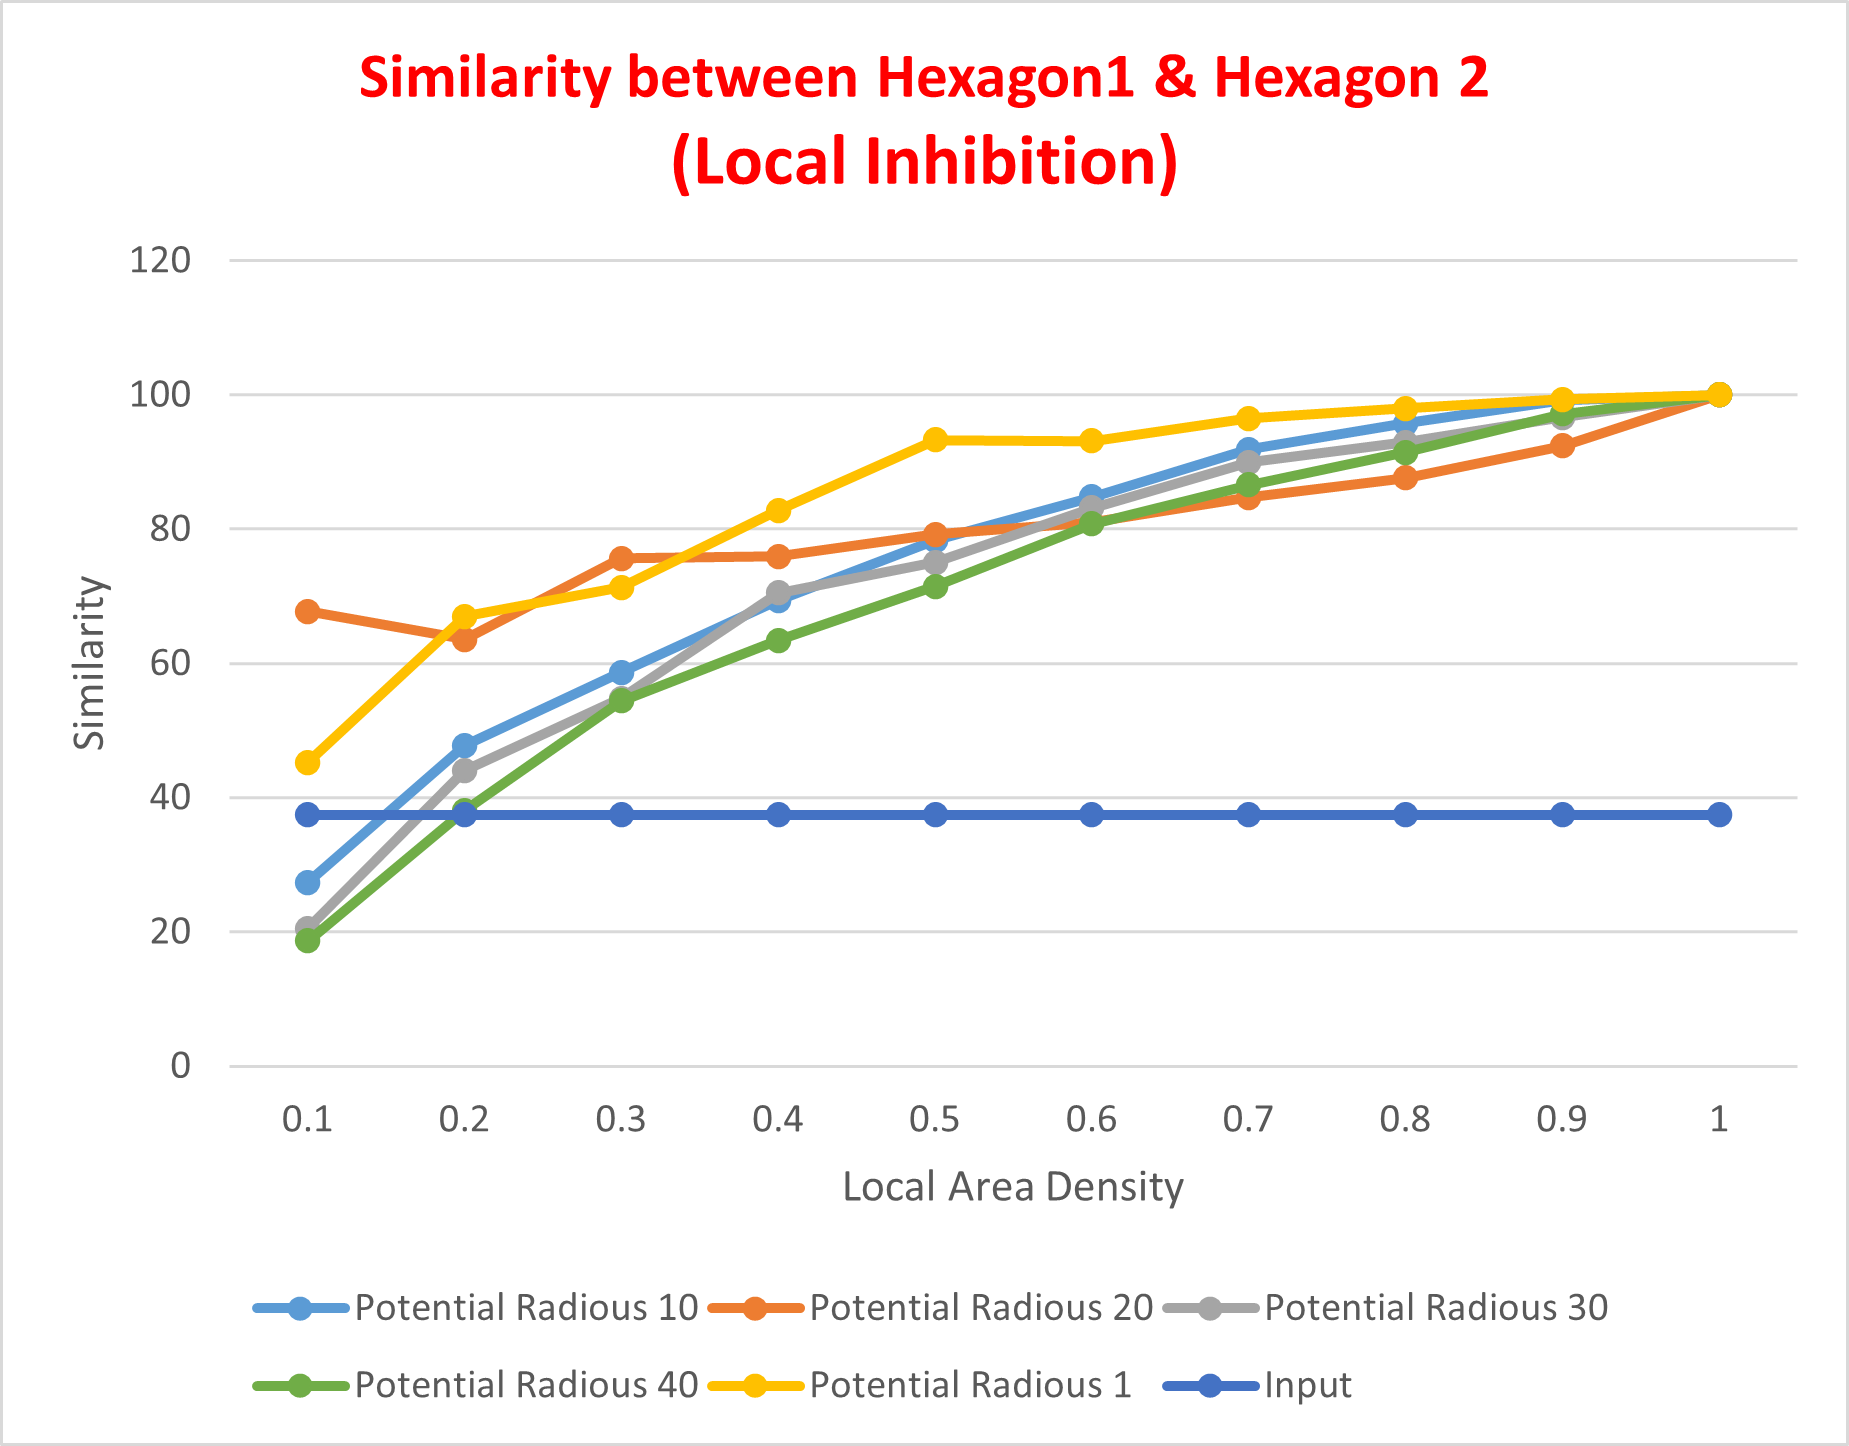 Similarity between Hexagon1 & Hexagon 2
(Local Inhibition)
120
100
80
60
40
20
0
Similarity
0.1 0.2 0.3 0.4 0.5 0.6 0.7 0.8 0.9 1
Local Area Density
Potential Radious 10 Potential Radious 20 Potential Radious 30
Potential Radious 40 Potential Radious 1 Input